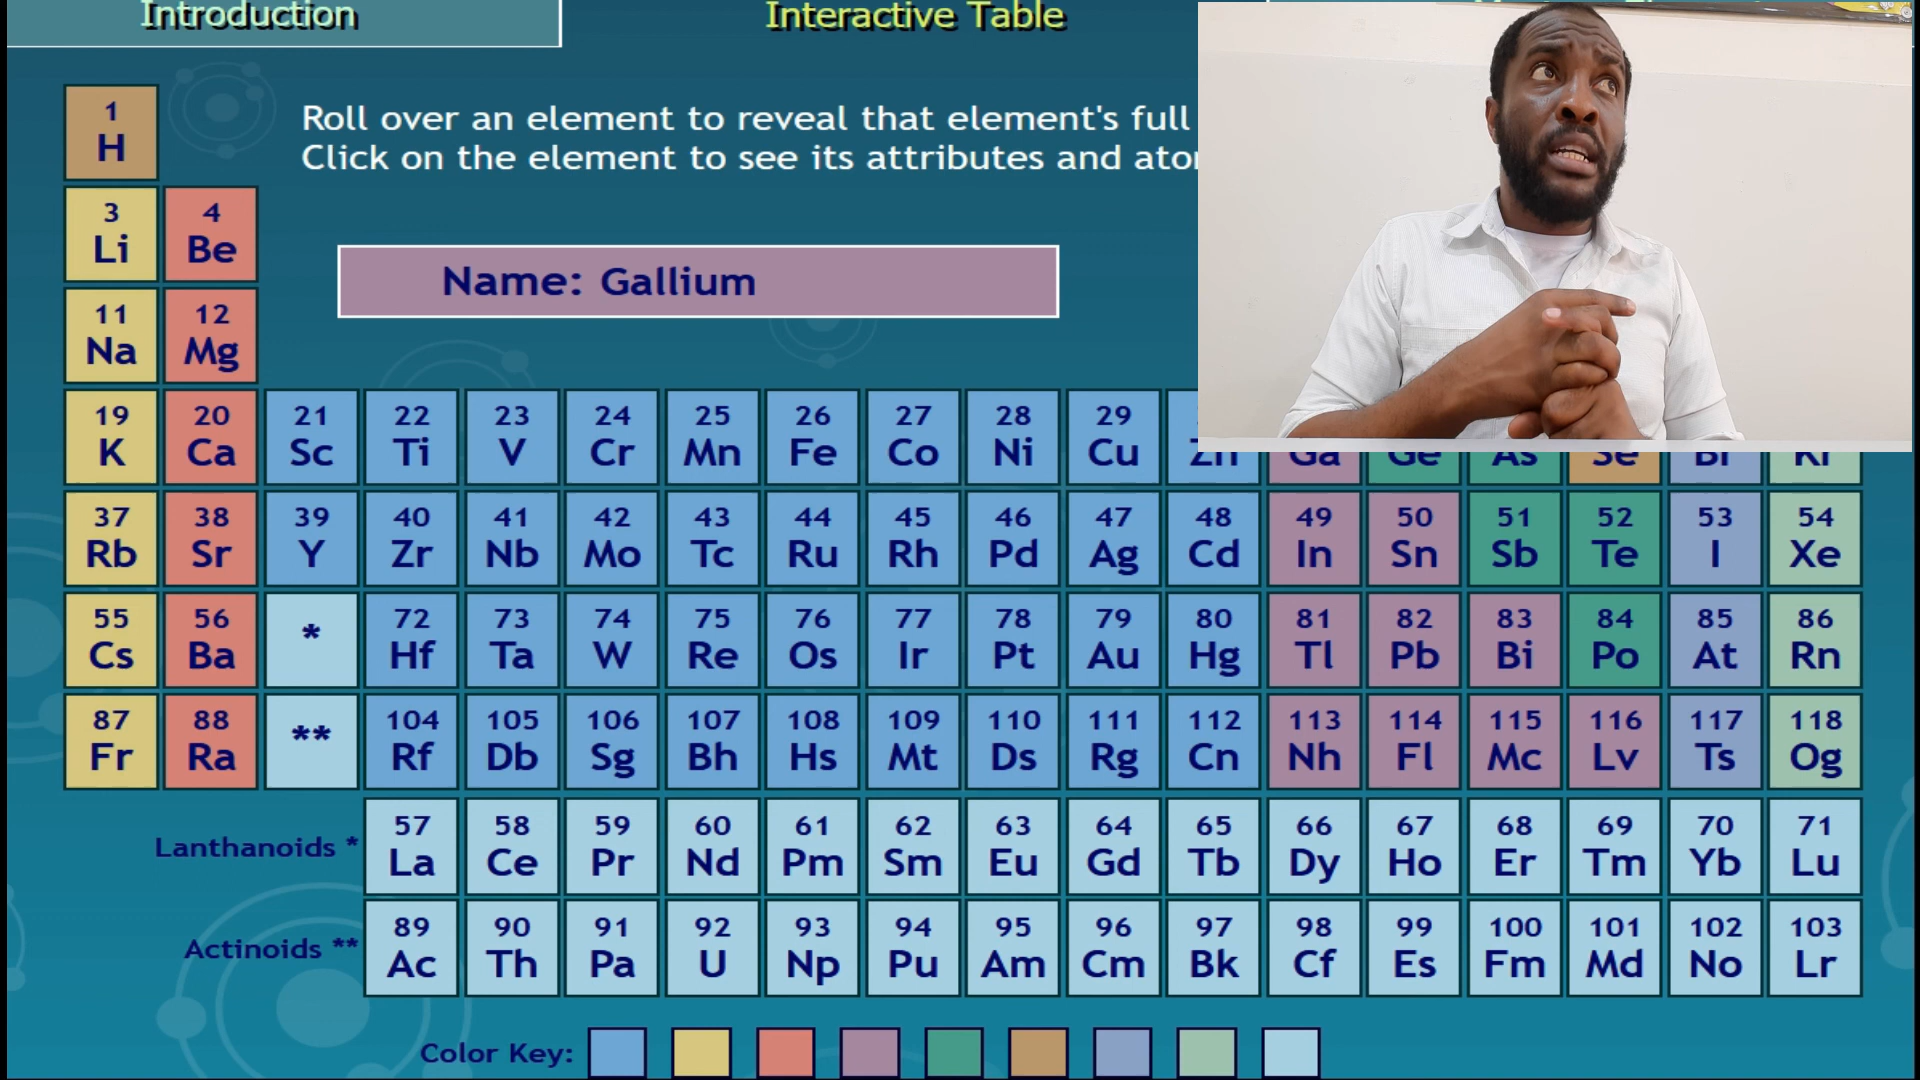 Introduction
Interactive Table
Roll over an element to reveal that element's full
Click on the element to see its attributes and
Name: Gallium
1
H
3 4
Li Be
11 12
Na Mg
19 20 21 22 23 24 25 26 27 28 29
K Ca Sc Ti V Cr Mn Fe Co Ni Cu Zn Ga Ge As Se Br Kr
37 38 39 40 41 42 43 44 45 46 47 48 49 50 51 52 53 54
Rb Sr Y Zr Nb Mo Tc Ru Rh Pd Ag Cd In Sn Sb Te I Xe
55 56 * 72 73 74 75 76 77 78 79 80 81 82 83 84 85 86
Cs Ba Hf Ta W Re Os Ir Pt Au Hg Tl Pb Bi Po At Rn
87 88 ** 104 105 106 107 108 109 110 111 112 113 114 115 116 117 118
Fr Ra Rf Db Sg Bh Hs Mt Ds Rg Cn Nh Fl Mc Lv Ts Og
Lanthanoids *
57 58 59 60 61 62 63 64 65 66 67 68 69 70 71
La Ce Pr Nd Pm Sm Eu Gd Tb Dy Ho Er Tm Yb Lu
Actinoids **
89 90 91 92 93 94 95 96 97 98 99 100 101 102 103
Ac Th Pa U Np Pu Am Cm Bk Cf Es Fm Md No Lr
Color Key: